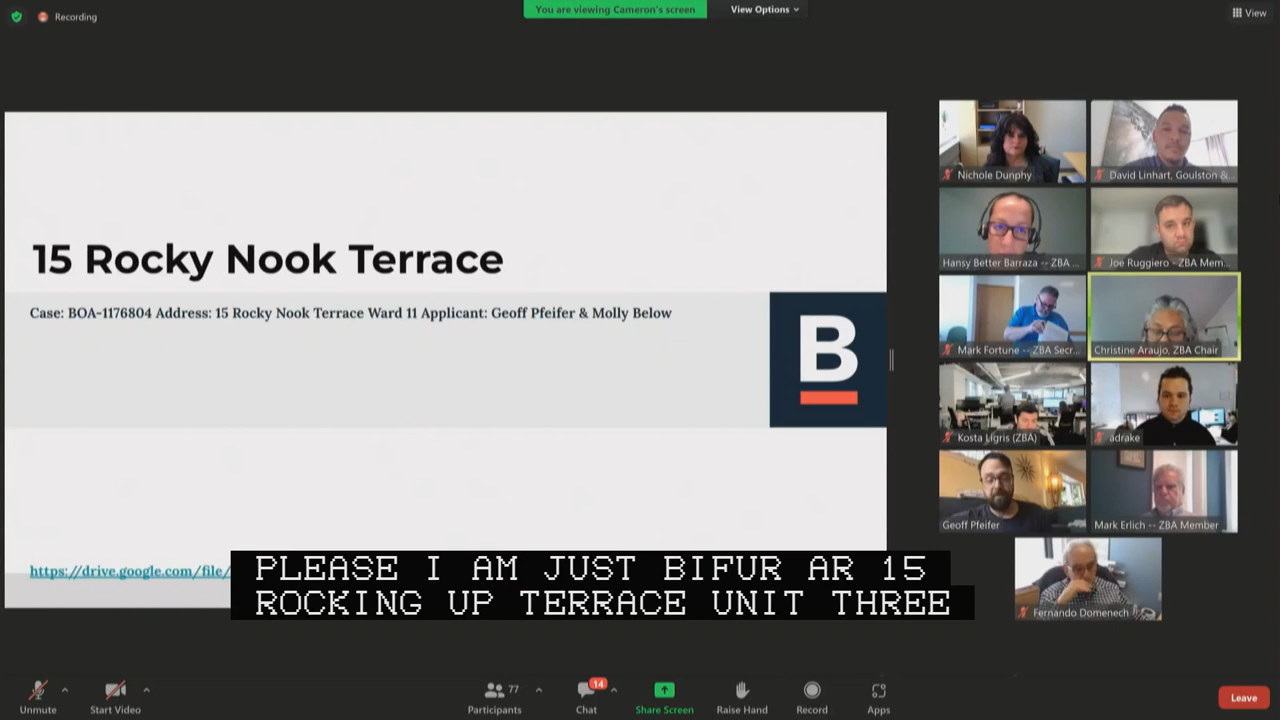 Recording
You are viewing Cameron's screen
View Options
View
15 Rocky Nook Terrace
Case: BOA-1176804 Address: 15 Rocky Nook Terrace Ward 11 Applicant: Geoff Pfeifer & Molly Below
B
https://drive.google.com/file/
PLEASE I AM JUST BIFUR AR 15
ROCKING UP TERRACE UNIT THREE
Nichole Dunphy
David Linhart, Goulston &...
Hansy Better Barraza -- ZBA ...
Joe Ruggiero - ZBA Mem...
Mark Fortune -- ZBA Secr...
Christine Araujo, ZBA Chair
Kosta Ligris (ZBA)
adrake
Geoff Pfeifer
Mark Erlich -- ZBA Member
Fernando Domenech
Unmute
Start Video
Participants
77
Chat
14
Share Screen
Raise Hand
Record
Apps
Leave